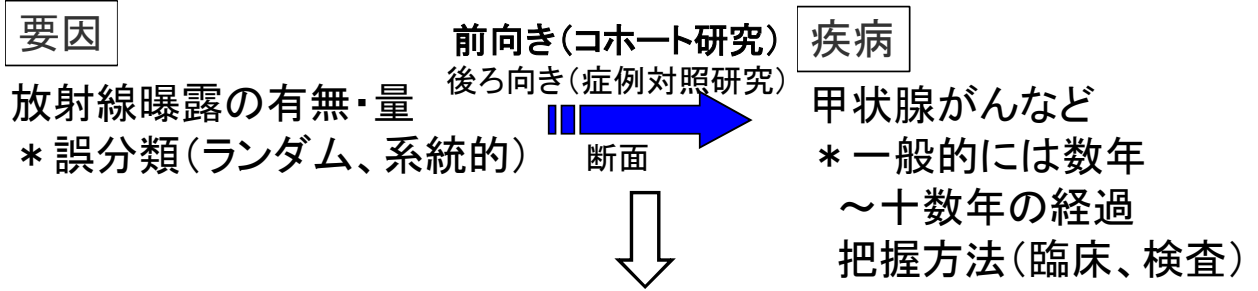 要因
放射線曝露の有無・量
*誤分類(ランダム、系統的)
前向き(コホート研究)
後ろ向き(症例対照研究)
断面
疾病
甲状腺がんなど
*一般的には数年
～十数年の経過
把握方法(臨床、検査)